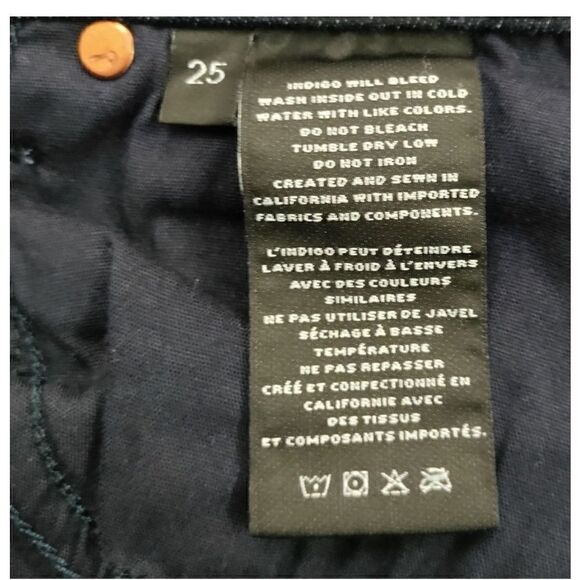 25
INDIGO WILL BLEED
WASH INSIDE OUT IN COLD
WATER WITH LIKE COLORS.
DO NOT BLEACH
TUMBLE DRY LOW
DO NOT IRON
CREATED AND SEWN IN
CALIFORNIA WITH IMPORTED
FABRICS AND COMPONENTS.
L'INDIGO PEUT DÉTEINDRE
LAVER À FROID À L'ENVERS
AVEC DES COULEURS
SIMILAIRES
NE PAS UTILISER DE JAVEL
SÉCHAGE À BASSE
TEMPÉRATURE
NE PAS REPASSER
CRÉÉ ET CONFECTIONNÉ EN
CALIFORNIE AVEC
DES TISSUS
ET COMPOSANTS IMPORTÉS.